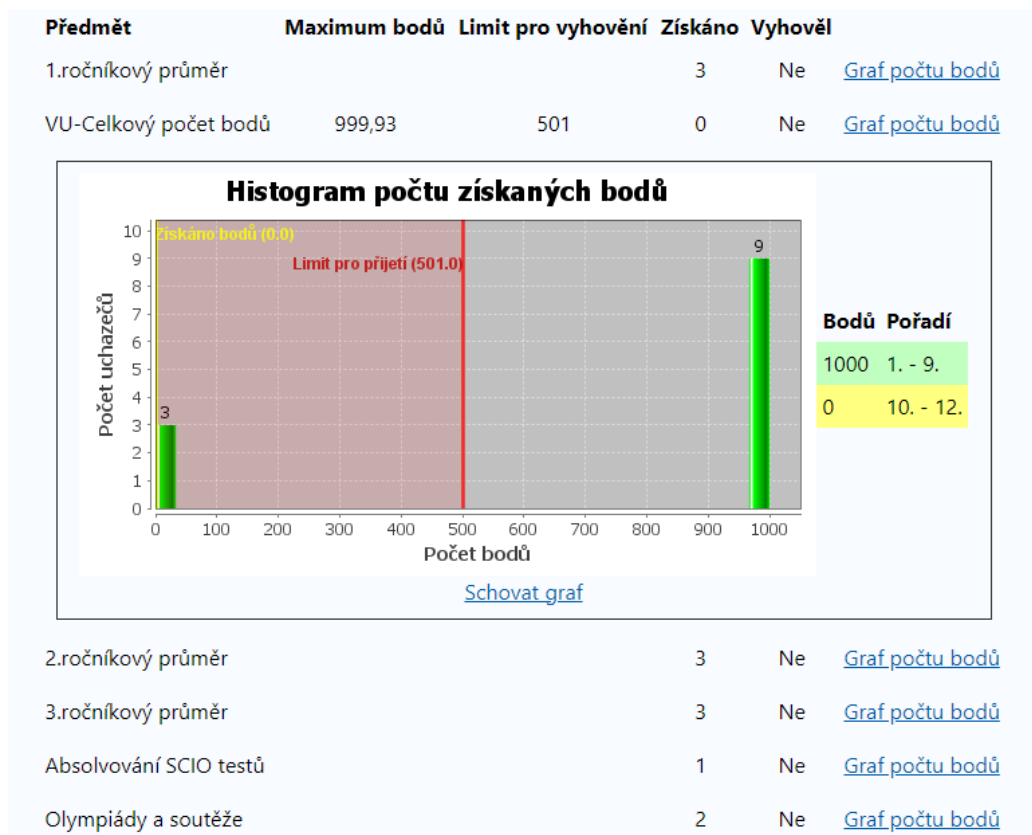 Předmět Maximum bodů Limit pro vyhovění Získáno Vyhověl
1.ročníkový průměr 3 Ne Graf počtu bodů
VU-Celkový počet bodů 999,93 501 0 Ne Graf počtu bodů
Histogram počtu získaných bodů
Získáno bodů (0.0)
Limit pro přijetí (501.0)
Počet uchazečů
10
9
8
7
6
5
4
3
2
1
0
3
9
0 100 200 300 400 500 600 700 800 900 1000
Počet bodů
Bodů Pořadí
1000 1. - 9.
0 10. - 12.
Schovat graf
2.ročníkový průměr 3 Ne Graf počtu bodů
3.ročníkový průměr 3 Ne Graf počtu bodů
Absolvování SCIO testů 1 Ne Graf počtu bodů
Olympiády a soutěže 2 Ne Graf počtu bodů